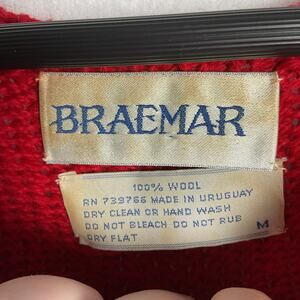 BRAEMAR
100% WOOL
RN 739766 MADE IN URUGUAY
DRY CLEAN OR HAND WASH
DO NOT BLEACH DO NOT RUB
DRY FLAT M